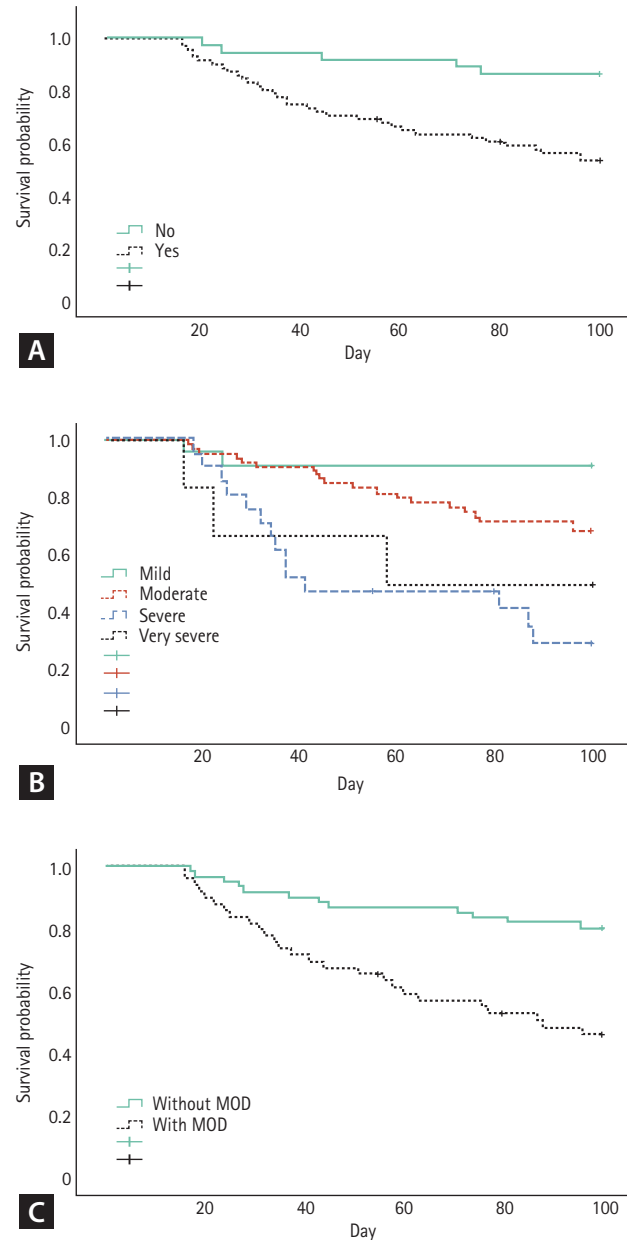 1.0
0.8
0.6
0.4
0.2
0
Survival probability
No
Yes
20 40 60 80 100
Day
A
1.0
0.8
0.6
0.4
0.2
0
Survival probability
Mild
Moderate
Severe
Very severe
20 40 60 80 100
Day
B
1.0
0.8
0.6
0.4
0.2
0
Survival probability
Without MOD
With MOD
20 40 60 80 100
Day
C